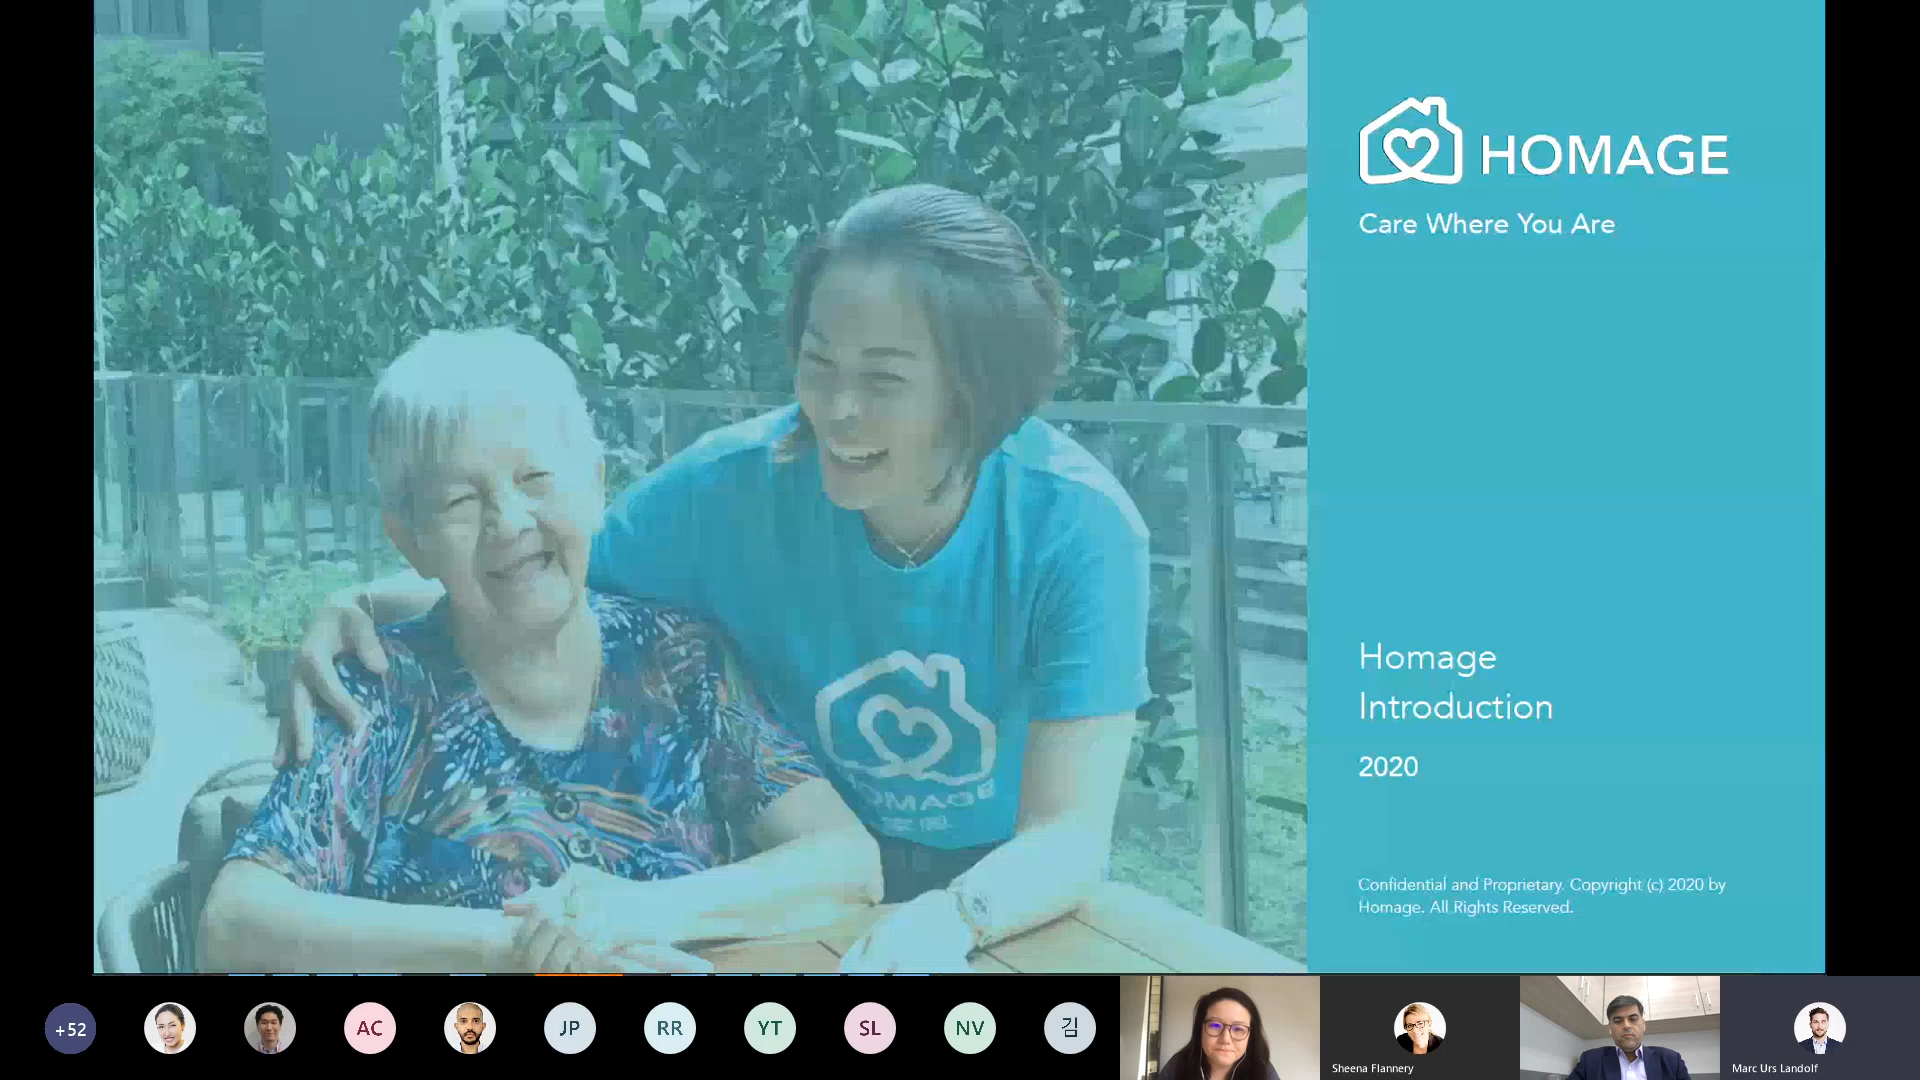 HOMAGE
Care Where You Are
Homage
Introduction
2020
Confidential and Proprietary. Copyright (c) 2020 by
Homage. All Rights Reserved.
+52
AC
JP
RR
YT
SL
NV
김
Sheena Flannery
Marc Urs Landolf